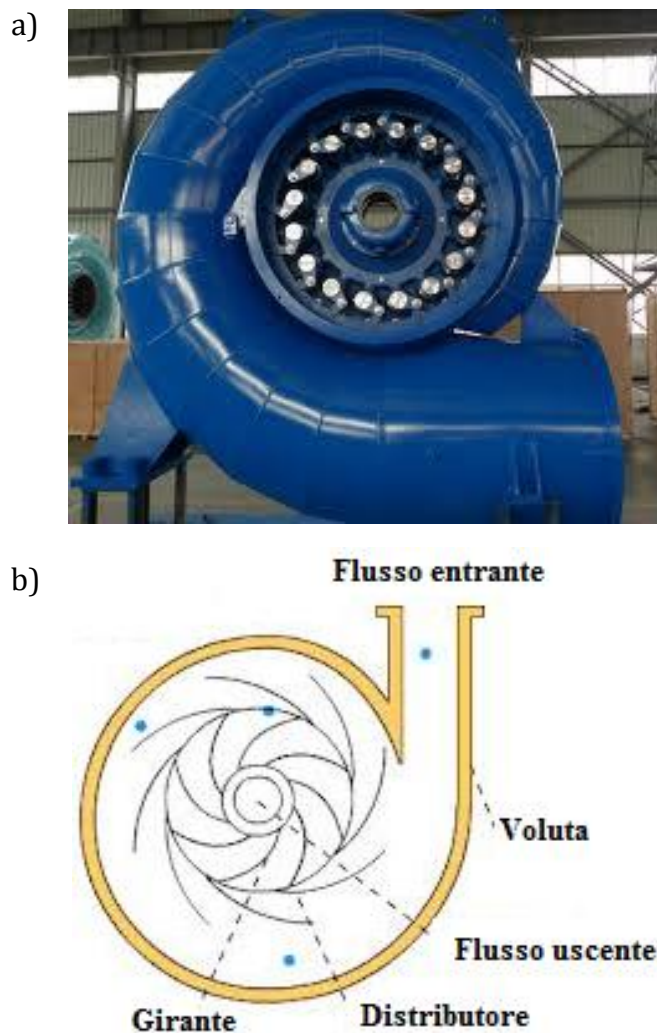 a)
b)
Flusso entrante
Voluta
Flusso uscente
Girante
Distributore